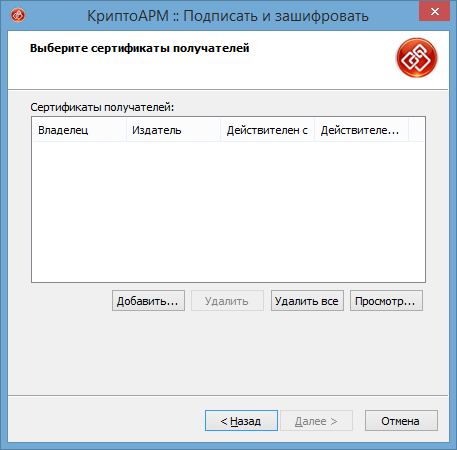 КриптоАРМ :: Подписать и зашифровать
Выберите сертификаты получателей
Сертификаты получателей:
Владелец Издатель Действителен с Действителе...
Добавить... Удалить Удалить все Просмотр...
< Назад Далее > Отмена